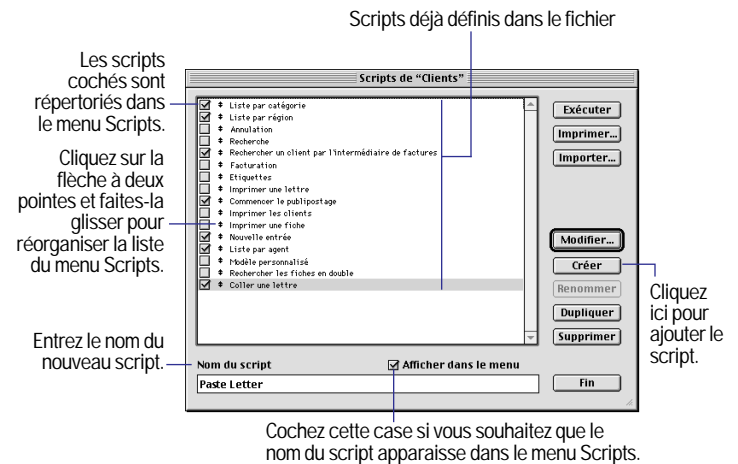 Scripts déjà définis dans le fichier
Les scripts
cochés sont
répertoriés dans
le menu Scripts.
Cliquez sur la
flèche à deux
pointes et faites-la
glisser pour
réorganiser la liste
du menu Scripts.
Entrez le nom du
nouveau script.
Scripts de “Clients”
Liste par catégorie
Liste par région
Annulation
Recherche
Rechercher un client par l'intermédiaire de factures
Facturation
Etiquettes
Imprimer une lettre
Commencer le publipostage
Imprimer les clients
Imprimer une fiche
Nouvelle entrée
Liste par agent
Modèle personnalisé
Rechercher les fiches en double
Coller une lettre
Exécuter
Imprimer...
Importer...
Modifier...
Créer
Renommer
Dupliquer
Supprimer
Nom du script
Afficher dans le menu
Paste Letter
Fin
Cliquez
ici pour
ajouter le
script.
Cochez cette case si vous souhaitez que le
nom du script apparaisse dans le menu Scripts.